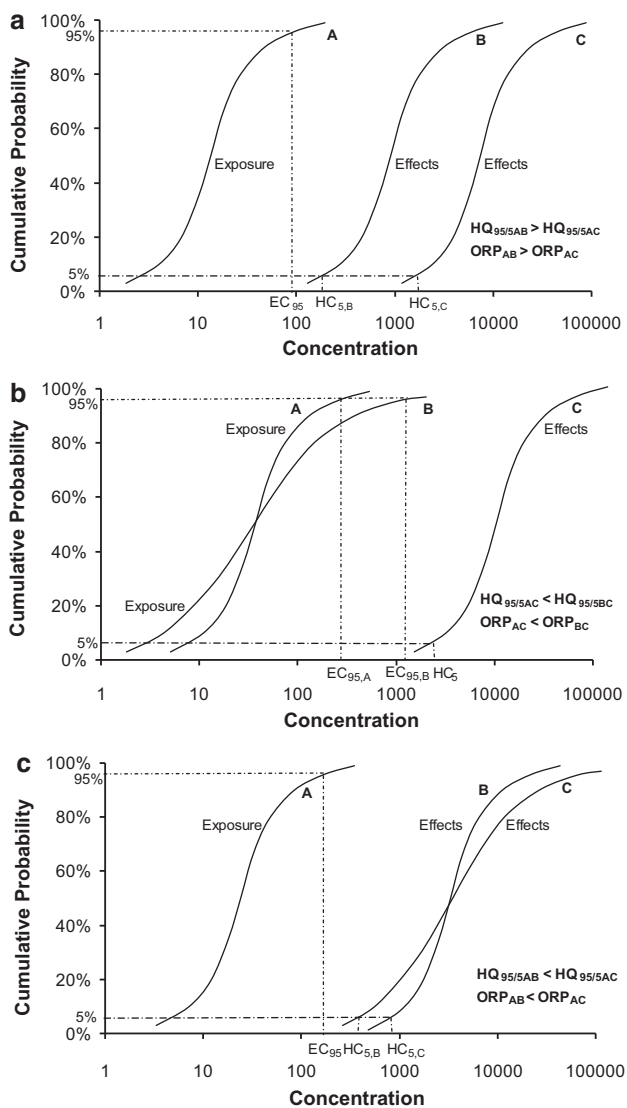 a
100%
95%
80%
60%
40%
20%
5%
0%
Cumulative Probability
A
B
C
Exposure
Effects
Effects
HQ95/5AB > HQ95/5AC
ORPAB > ORPAC
EC95
HC5,B
HC5,C
1
10
100
1000
10000
100000
Concentration
b
100%
95%
80%
60%
40%
20%
5%
0%
Cumulative Probability
A
B
C
Exposure
Effects
Exposure
HQ95/5AC < HQ95/5BC
ORPAC < ORPBC
EC95,A
EC95,B
HC5
1
10
100
1000
10000
100000
Concentration
c
100%
95%
80%
60%
40%
20%
5%
0%
Cumulative Probability
A
B
C
Exposure
Effects
Effects
HQ95/5AB < HQ95/5AC
ORPAB < ORPAC
EC95
HC5,B
HC5,C
1
10
100
1000
10000
100000
Concentration